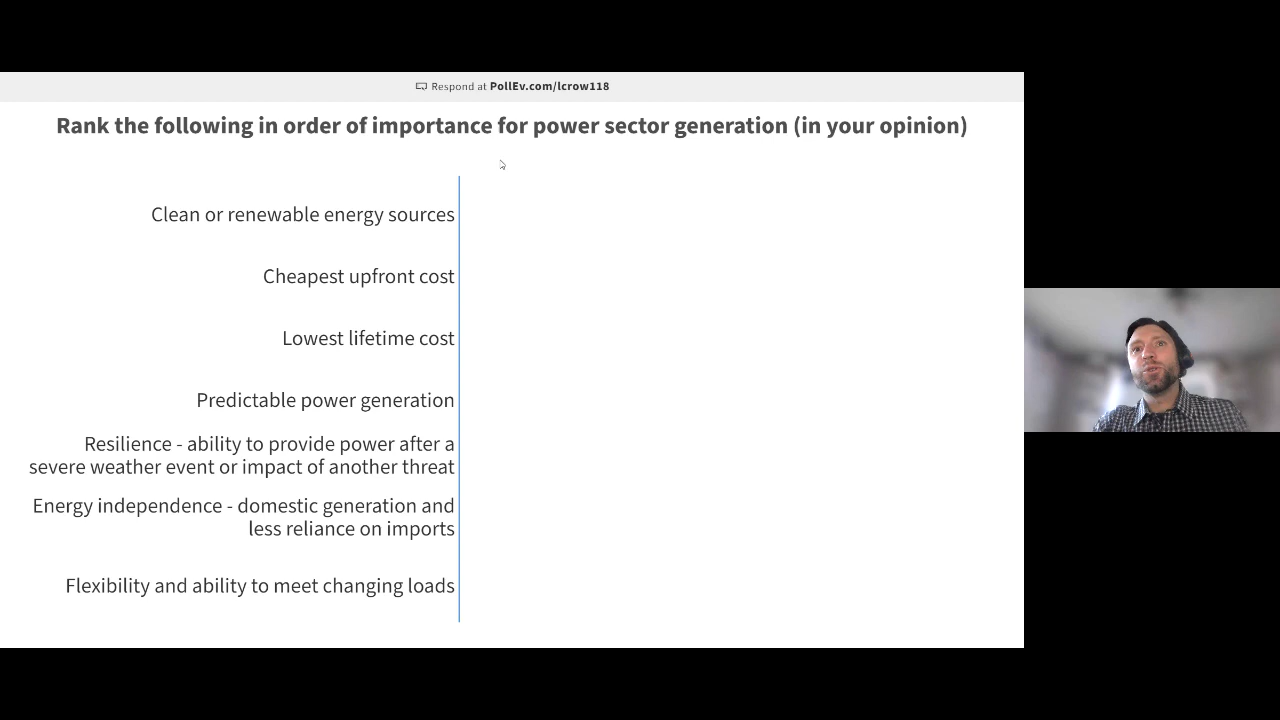 Respond at PollEv.com/lcrow118
Rank the following in order of importance for power sector generation (in your opinion)
Clean or renewable energy sources
Cheapest upfront cost
Lowest lifetime cost
Predictable power generation
Resilience - ability to provide power after a
severe weather event or impact of another threat
Energy independence - domestic generation and
less reliance on imports
Flexibility and ability to meet changing loads